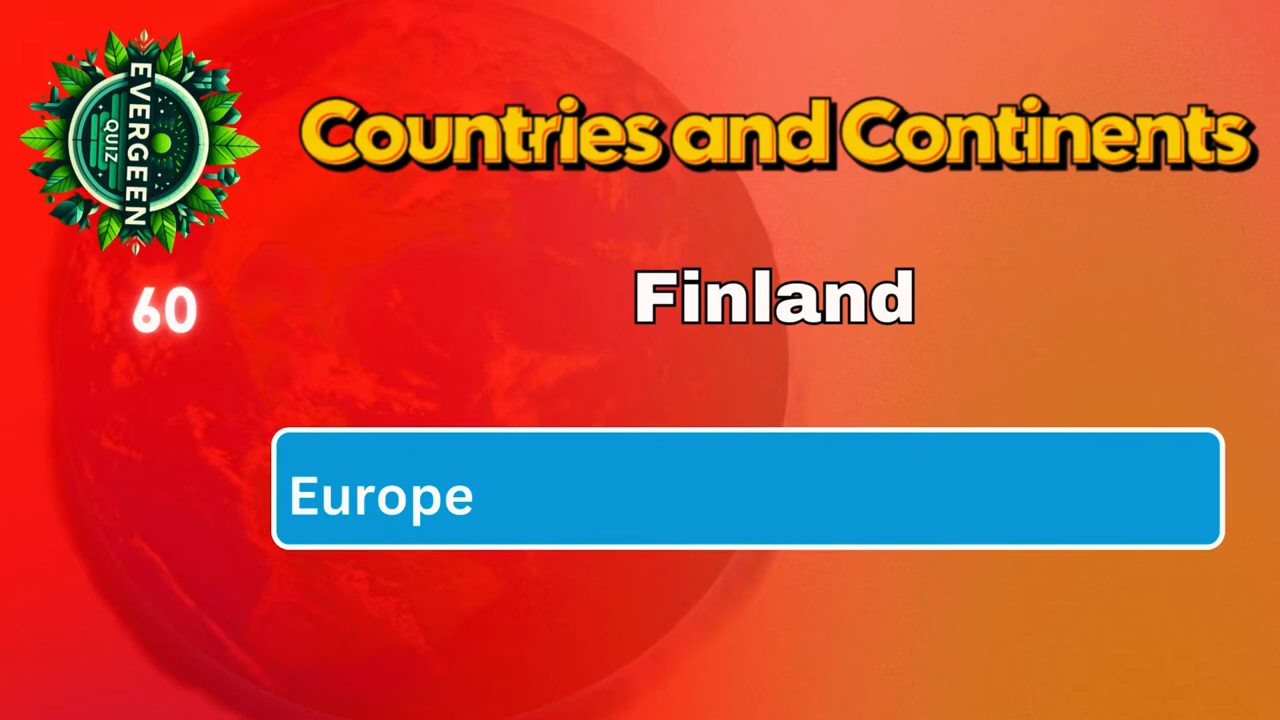 EVERGEEN
QUIZ
Countries and Continents
60
Finland
Europe